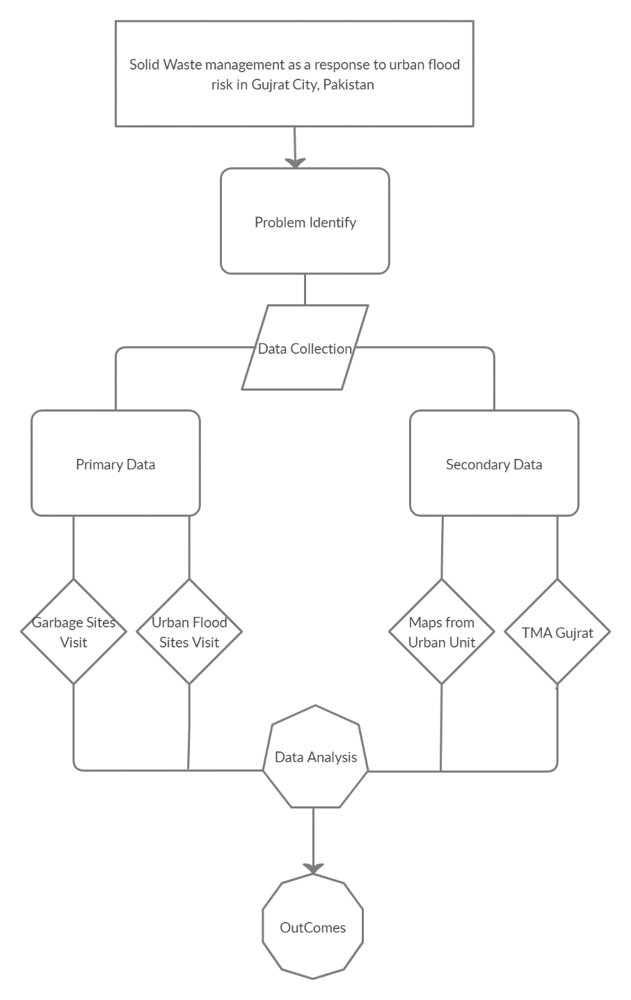 Solid Waste management as a response to urban flood
risk in Gujrat City, Pakistan
Problem Identify
Data Collection
Primary Data
Secondary Data
Garbage Sites
Visit
Urban Flood
Sites Visit
Maps from
Urban Unit
TMA Gujrat
Data Analysis
OutComes